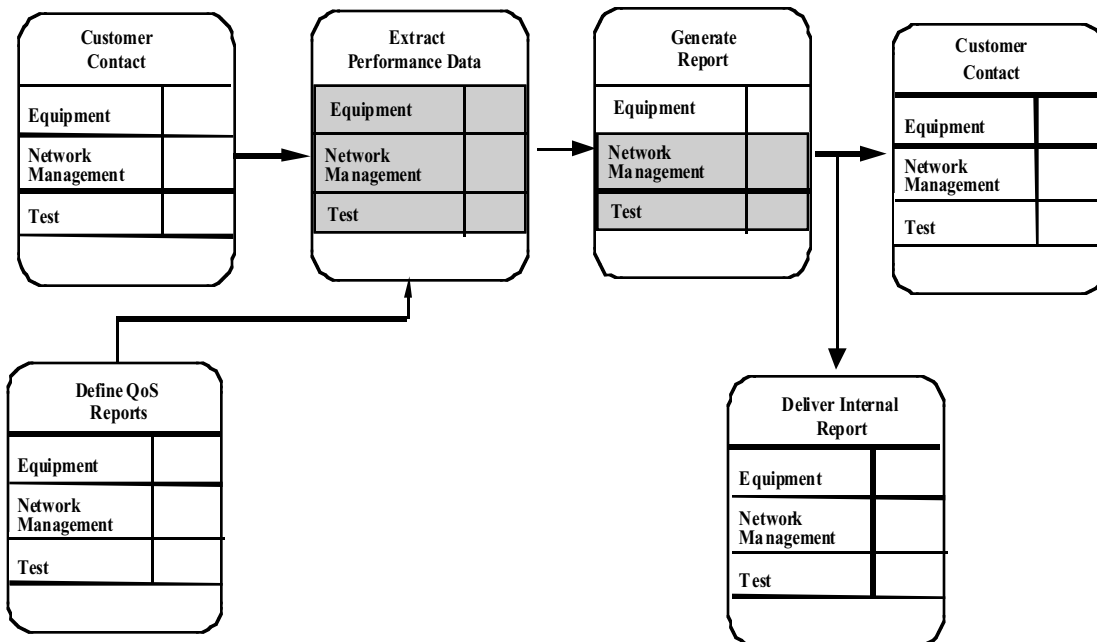 Customer
Contact
Equipment
Network
Management
Test
Extract
Performance Data
Equipment
Network
Management
Test
Generate
Report
Equipment
Network
Management
Test
Customer
Contact
Equipment
Network
Management
Test
Define QoS
Reports
Equipment
Network
Management
Test
Deliver Internal
Report
Equipment
Network
Management
Test